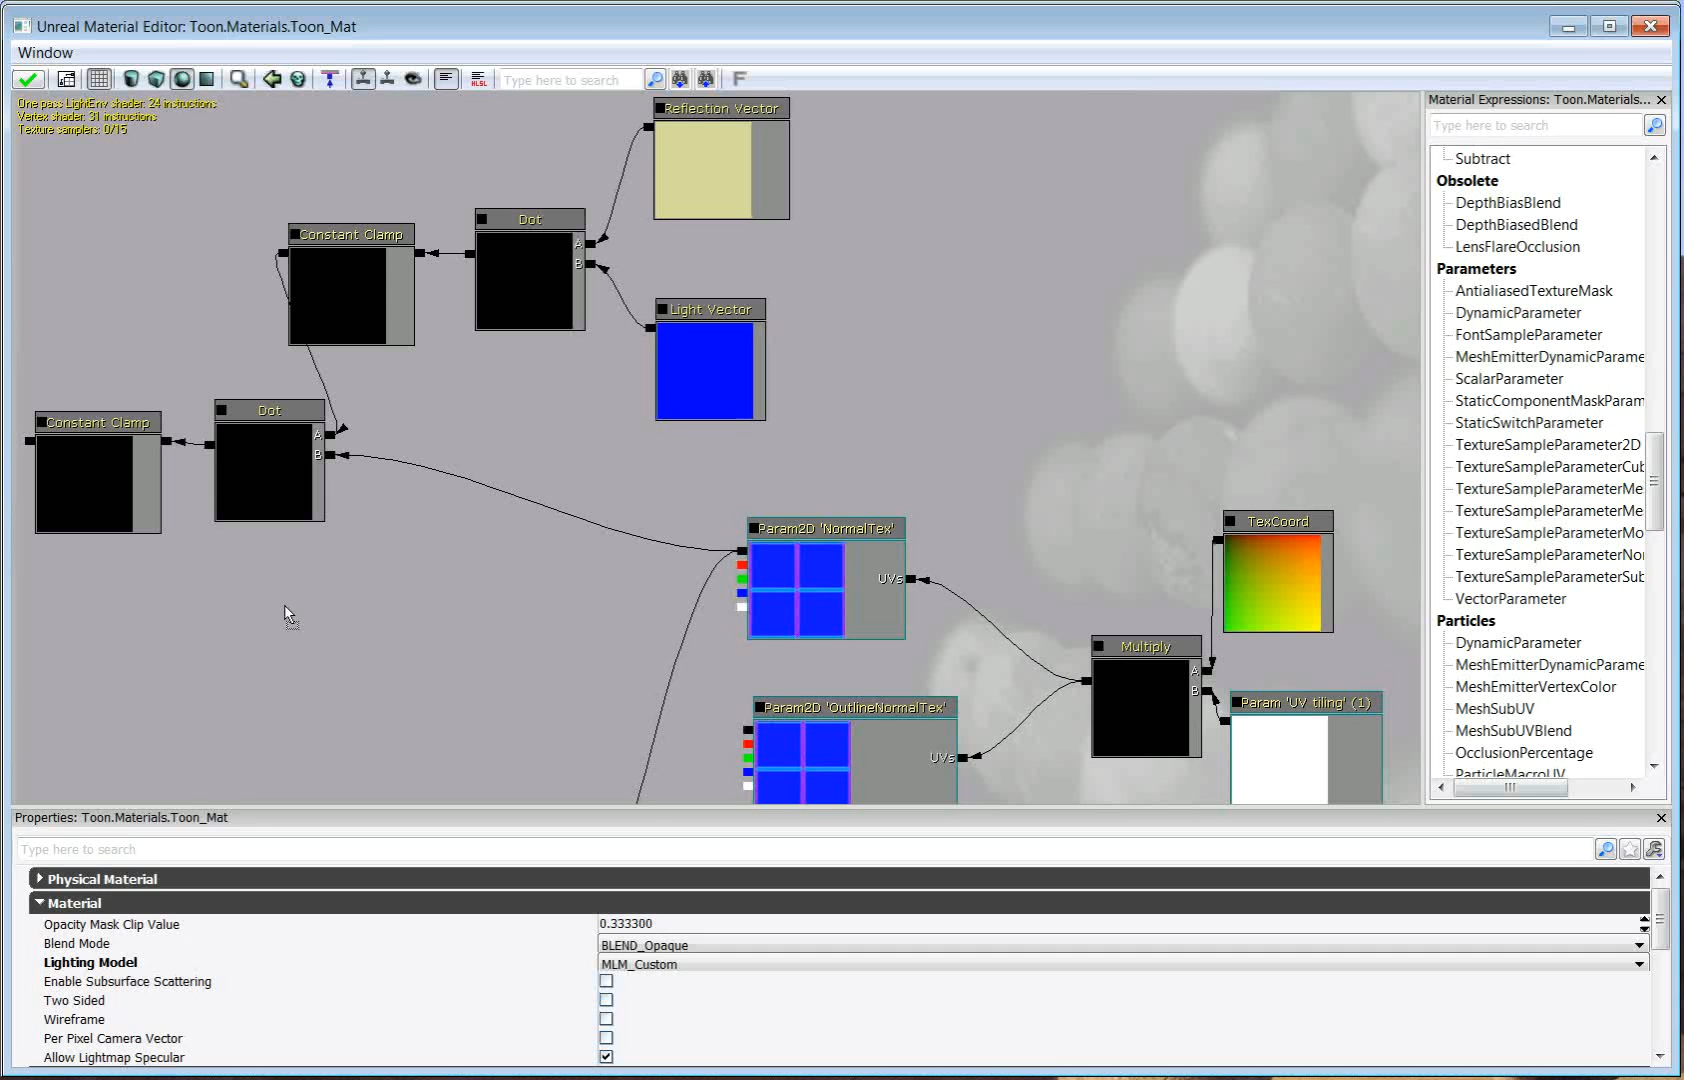 Unreal Material Editor: Toon.Materials.Toon_Mat
Window
HLSL
Type here to search
F
One pass LightEnv shader: 24 instructions
Vertex shader: 31 instructions
Texture samplers: 0/15
Reflection Vector
Dot
A
B
Constant Clamp
Light Vector
Dot
A
B
Constant Clamp
Param2D 'NormalTex'
UVs
TexCoord
Multiply
A
B
Param 'UV tiling' (1)
Param2D 'OutlineNormalTex'
UVs
Material Expressions: Toon.Materials...
Type here to search
Subtract
Obsolete
DepthBiasBlend
DepthBiasedBlend
LensFlareOcclusion
Parameters
AntialiasedTextureMask
DynamicParameter
FontSampleParameter
MeshEmitterDynamicParame
ScalarParameter
StaticComponentMaskParam
StaticSwitchParameter
TextureSampleParameter2D
TextureSampleParameterCub
TextureSampleParameterMe
TextureSampleParameterMe
TextureSampleParameterMo
TextureSampleParameterNor
TextureSampleParameterSub
VectorParameter
Particles
DynamicParameter
MeshEmitterDynamicParame
MeshEmitterVertexColor
MeshSubUV
MeshSubUVBlend
OcclusionPercentage
ParticleMacroUV
Properties: Toon.Materials.Toon_Mat
Type here to search
Physical Material
Material
Opacity Mask Clip Value 0.333300
Blend Mode BLEND_Opaque
Lighting Model MLM_Custom
Enable Subsurface Scattering
Two Sided
Wireframe
Per Pixel Camera Vector
Allow Lightmap Specular